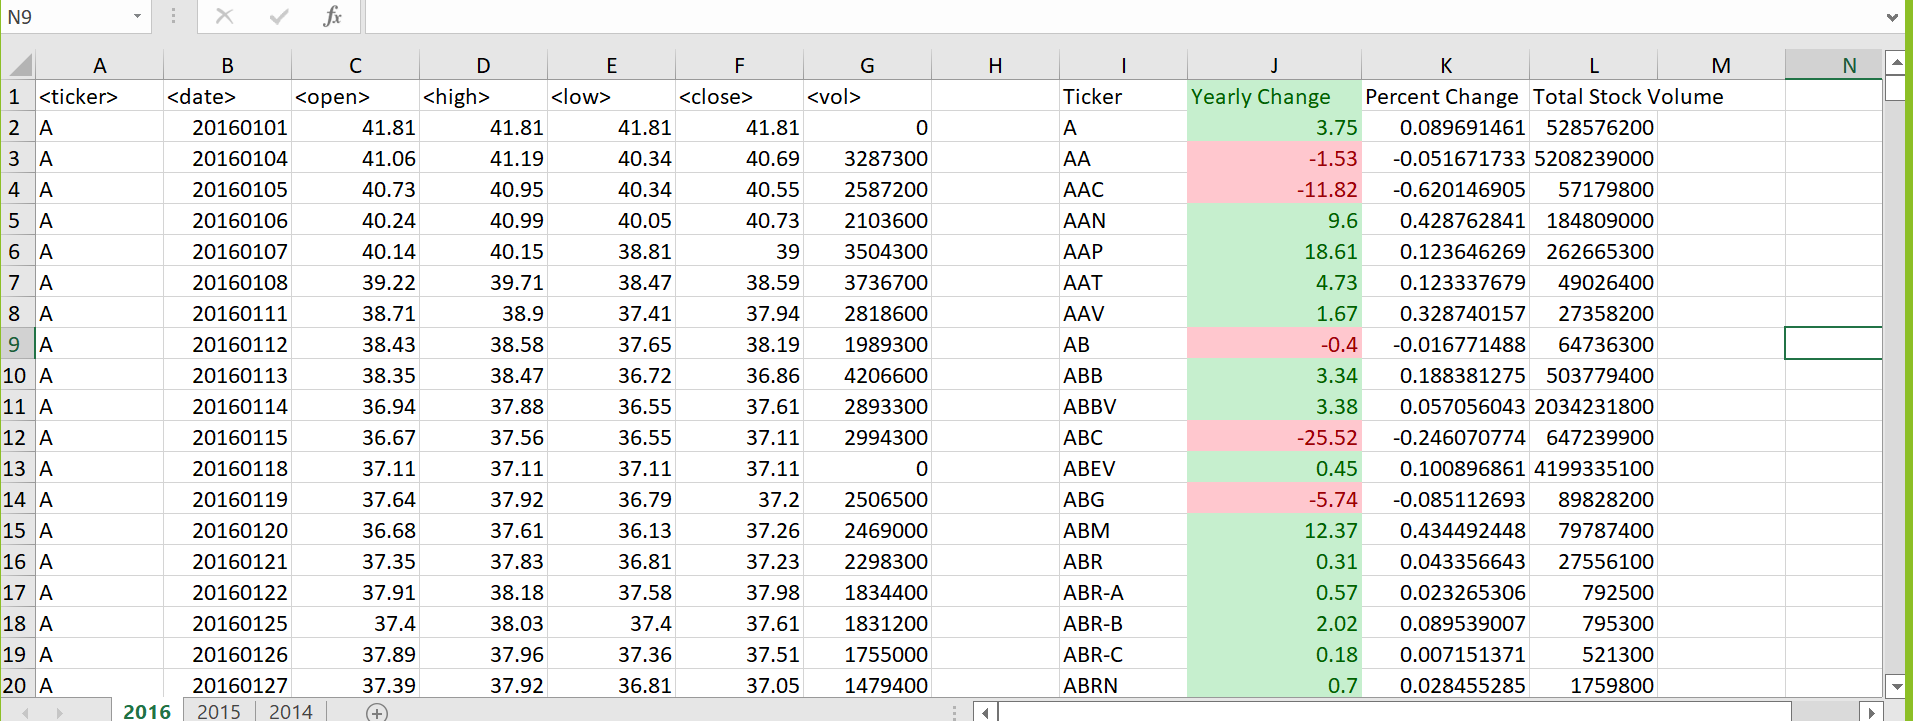 N9 fx
A B C D E F G H I J K L M N
1 <ticker> <date> <open> <high> <low> <close> <vol> Ticker Yearly Change Percent Change Total Stock Volume
2 A 20160101 41.81 41.81 41.81 41.81 0 A 3.75 0.089691461 528576200
3 A 20160104 41.06 41.19 40.34 40.69 3287300 AA -1.53 -0.051671733 5208239000
4 A 20160105 40.73 40.95 40.34 40.55 2587200 AAC -11.82 -0.620146905 57179800
5 A 20160106 40.24 40.99 40.05 40.73 2103600 AAN 9.6 0.428762841 184809000
6 A 20160107 40.14 40.15 38.81 39 3504300 AAP 18.61 0.123646269 262665300
7 A 20160108 39.22 39.71 38.47 38.59 3736700 AAT 4.73 0.123337679 49026400
8 A 20160111 38.71 38.9 37.41 37.94 2818600 AAV 1.67 0.328740157 27358200
9 A 20160112 38.43 38.58 37.65 38.19 1989300 AB -0.4 -0.016771488 64736300
10 A 20160113 38.35 38.47 36.72 36.86 4206600 ABB 3.34 0.188381275 503779400
11 A 20160114 36.94 37.88 36.55 37.61 2893300 ABBV 3.38 0.057056043 2034231800
12 A 20160115 36.67 37.56 36.55 37.11 2994300 ABC -25.52 -0.246070774 647239900
13 A 20160118 37.11 37.11 37.11 37.11 0 ABEV 0.45 0.100896861 4199335100
14 A 20160119 37.64 37.92 36.79 37.2 2506500 ABG -5.74 -0.085112693 89828200
15 A 20160120 36.68 37.61 36.13 37.26 2469000 ABM 12.37 0.434492448 79787400
16 A 20160121 37.35 37.83 36.81 37.23 2298300 ABR 0.31 0.043356643 27556100
17 A 20160122 37.91 38.18 37.58 37.98 1834400 ABR-A 0.57 0.023265306 792500
18 A 20160125 37.4 38.03 37.4 37.61 1831200 ABR-B 2.02 0.089539007 795300
19 A 20160126 37.89 37.96 37.36 37.51 1755000 ABR-C 0.18 0.007151371 521300
20 A 20160127 37.39 37.92 36.81 37.05 1479400 ABRN 0.7 0.028455285 1759800
2016 2015 2014